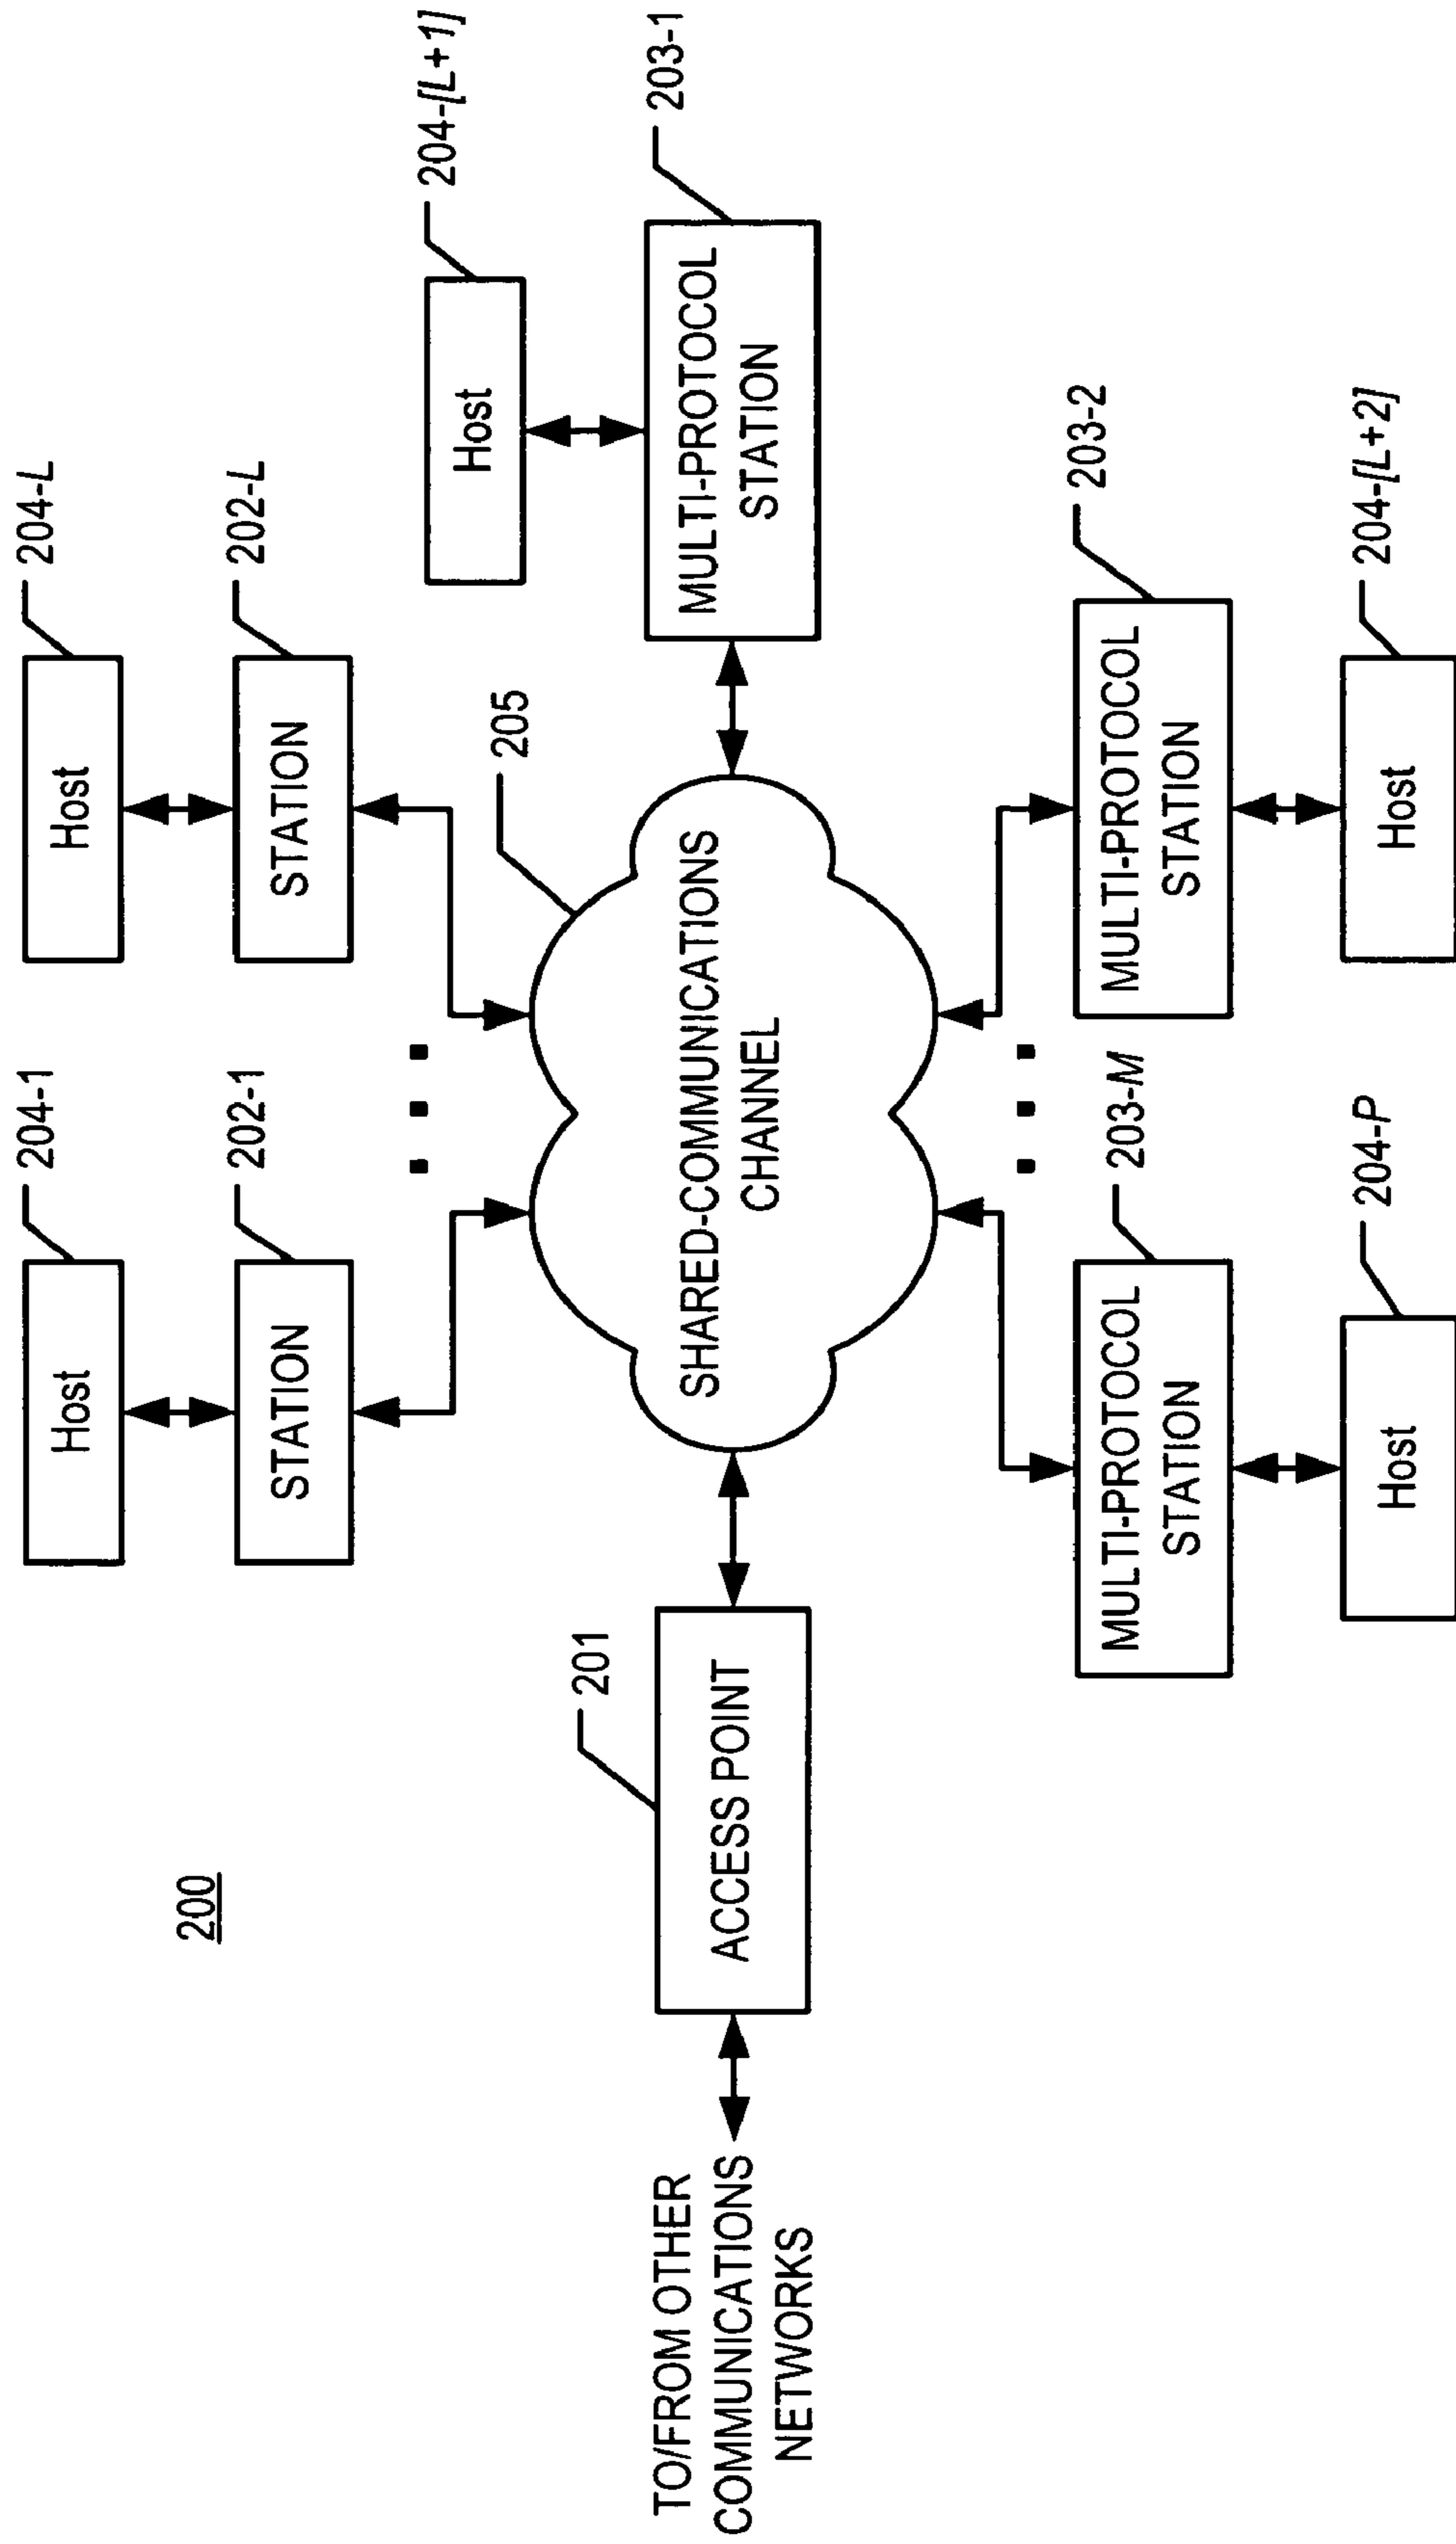 200
204-1
Host
204-L
Host
202-1
STATION
202-L
STATION
204-[L+1]
Host
205
201
203-1
TO/FROM OTHER
COMMUNICATIONS
NETWORKS
ACCESS POINT
SHARED-COMMUNICATIONS
CHANNEL
MULTI-PROTOCOL
STATION
203-M
MULTI-PROTOCOL
STATION
203-2
MULTI-PROTOCOL
STATION
204-P
Host
204-[L+2]
Host